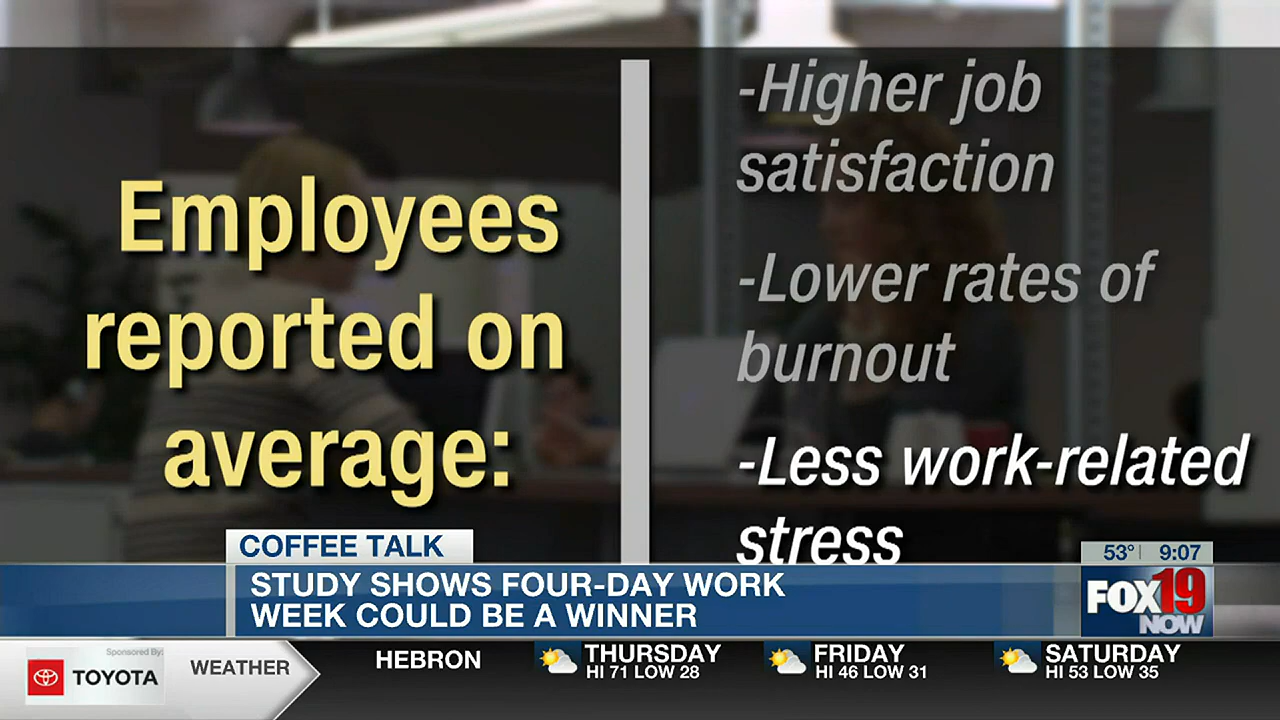 Employees
reported on
average:
-Higher job
satisfaction
-Lower rates of
burnout
-Less work-related
stress
COFFEE TALK
STUDY SHOWS FOUR-DAY WORK
WEEK COULD BE A WINNER
53° 9:07
FOX19
NOW
Sponsored By:
TOYOTA
WEATHER
HEBRON
THURSDAY
HI 71 LOW 28
FRIDAY
HI 46 LOW 31
SATURDAY
HI 53 LOW 35